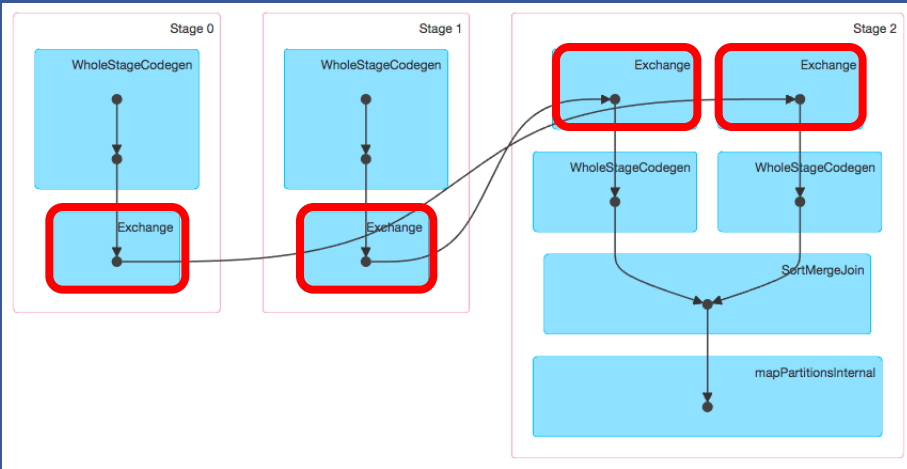 Stage 0
WholeStageCodegen
Exchange
Stage 1
WholeStageCodegen
Exchange
Stage 2
Exchange
Exchange
WholeStageCodegen
WholeStageCodegen
SortMergeJoin
mapPartitionsInternal